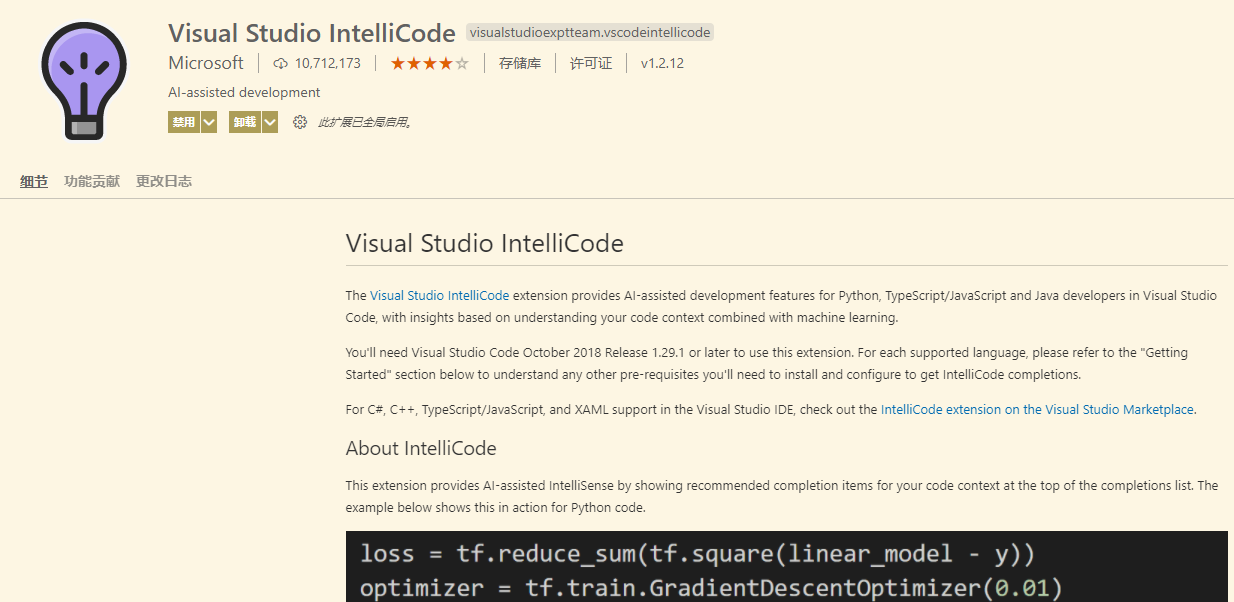 Visual Studio IntelliCode visualstudioexptteam.vscodeintellicode
Microsoft 10,712,173 存储库 许可证 v1.2.12
AI-assisted development
禁用 卸载 此扩展已全局启用。
细节 功能贡献 更改日志
Visual Studio IntelliCode
The Visual Studio IntelliCode extension provides AI-assisted development features for Python, TypeScript/JavaScript and Java developers in Visual Studio
Code, with insights based on understanding your code context combined with machine learning.
You'll need Visual Studio Code October 2018 Release 1.29.1 or later to use this extension. For each supported language, please refer to the "Getting
Started" section below to understand any other pre-requisites you'll need to install and configure to get IntelliCode completions.
For C#, C++, TypeScript/JavaScript, and XAML support in the Visual Studio IDE, check out the IntelliCode extension on the Visual Studio Marketplace.
About IntelliCode
This extension provides AI-assisted IntelliSense by showing recommended completion items for your code context at the top of the completions list. The
example below shows this in action for Python code.
loss = tf.reduce_sum(tf.square(linear_model - y))
optimizer = tf.train.GradientDescentOptimizer(0.01)